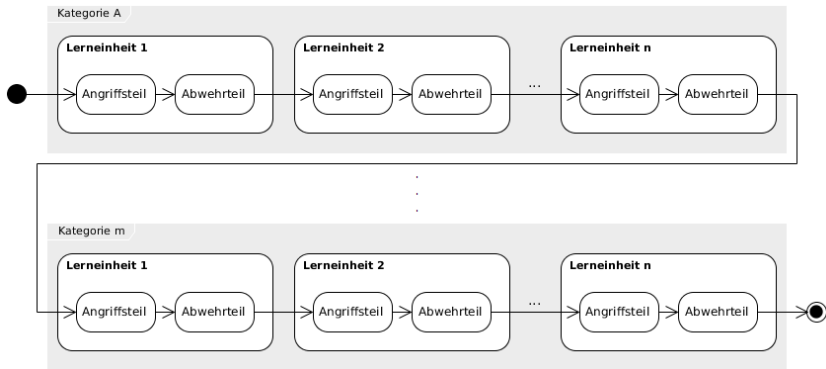 Kategorie A
Lerneinheit 1 Lerneinheit 2 Lerneinheit n
Angriffsteil Abwehrteil Angriffsteil Abwehrteil ... Angriffsteil Abwehrteil
.
.
.
Kategorie m
Lerneinheit 1 Lerneinheit 2 Lerneinheit n
Angriffsteil Abwehrteil Angriffsteil Abwehrteil ... Angriffsteil Abwehrteil